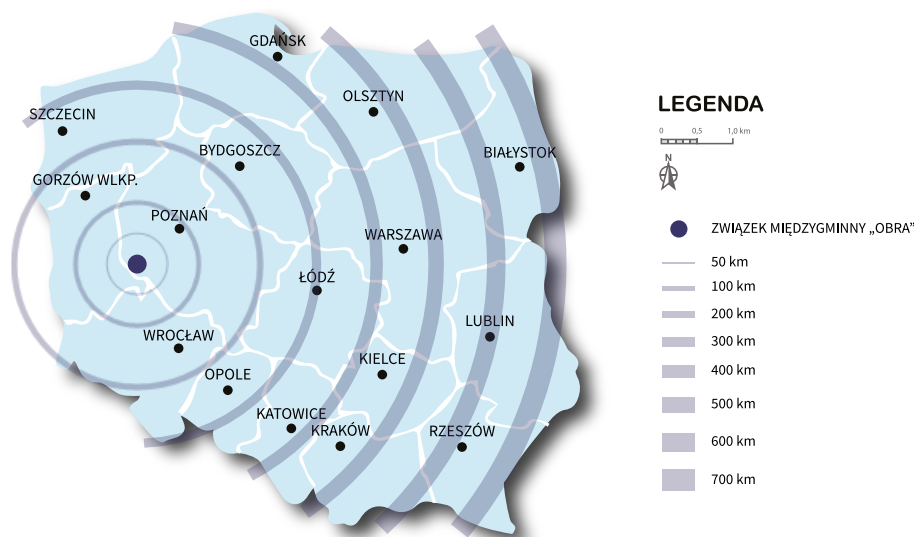 GDAŃSK
OLSZTYN
SZCZECIN
BYDGOSZCZ
BIAŁYSTOK
GORZÓW WLKP.
POZNAŃ
WARSZAWA
ŁÓDŹ
LUBLIN
WROCŁAW
KIELCE
OPOLE
KATOWICE
KRAKÓW
RZESZÓW
LEGENDA
0 0,5 1,0 km
N
ZWIĄZEK MIĘDZYGMINNY „OBRA”
50 km
100 km
200 km
300 km
400 km
500 km
600 km
700 km